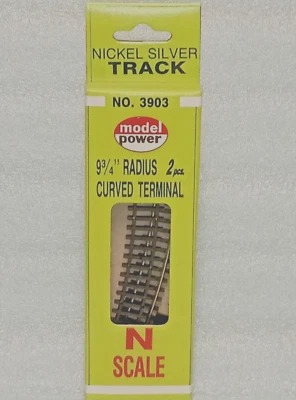 NICKEL SILVER
TRACK
NO. 3903
model
power
9¾" RADIUS 2 pcs.
CURVED TERMINAL
N
SCALE